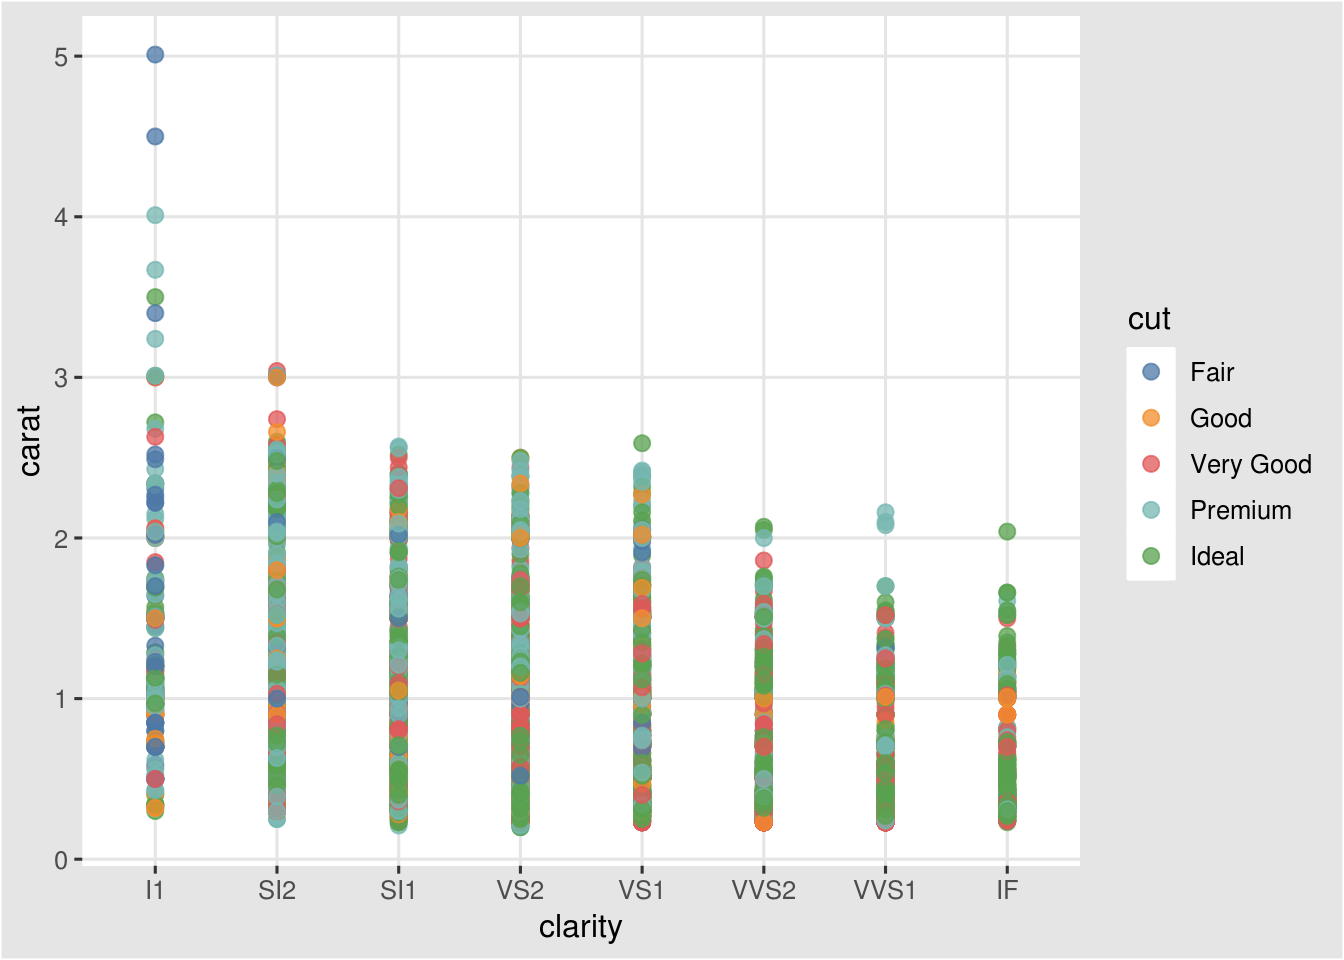 5
4
3
2
1
0
carat
I1 SI2 SI1 VS2 VS1 VVS2 VVS1 IF
clarity
cut
Fair
Good
Very Good
Premium
Ideal